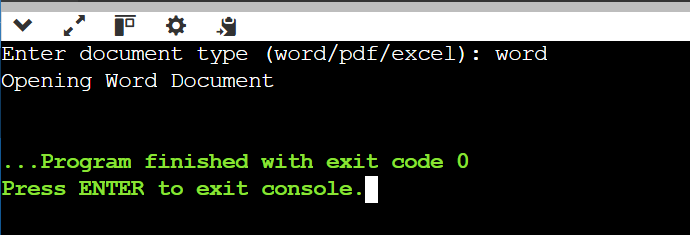 Enter document type (word/pdf/excel): word
Opening Word Document
...Program finished with exit code 0
Press ENTER to exit console.